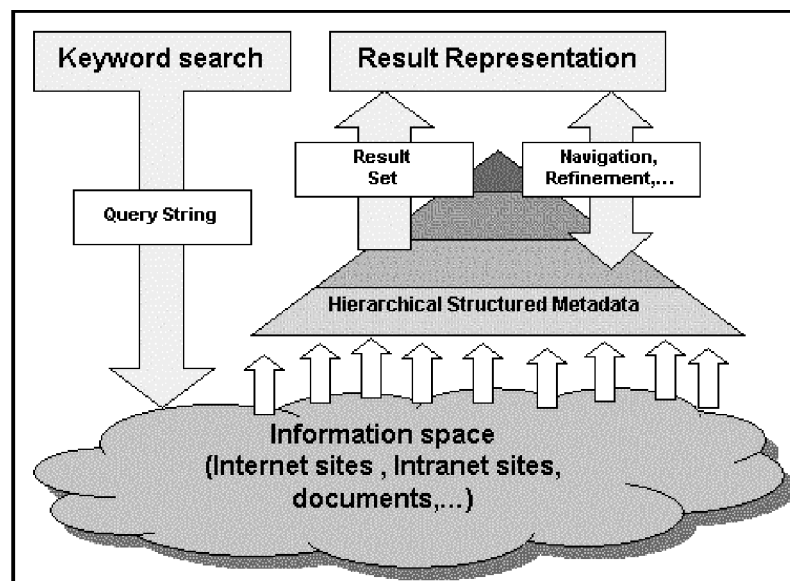 Keyword search
Result Representation
Result
Set
Navigation,
Refinement,...
Query String
Hierarchical Structured Metadata
Information space
(Internet sites , Intranet sites,
documents,...)